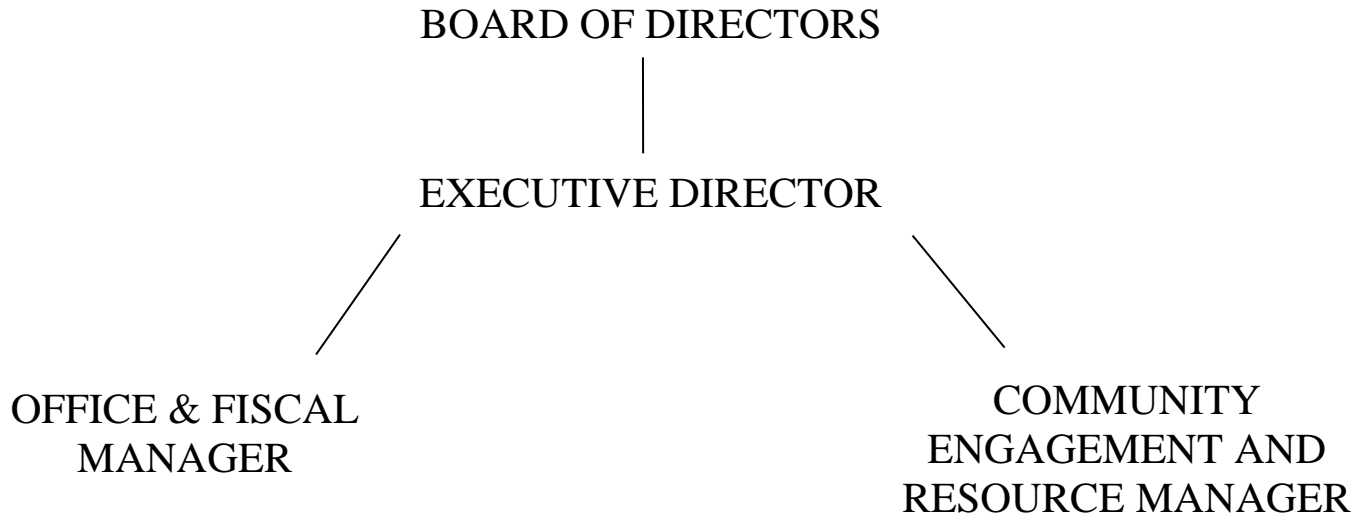 BOARD OF DIRECTORS
EXECUTIVE DIRECTOR
OFFICE & FISCAL
MANAGER
COMMUNITY
ENGAGEMENT AND
RESOURCE MANAGER